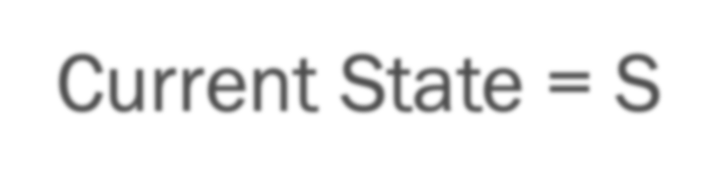 Current State = S